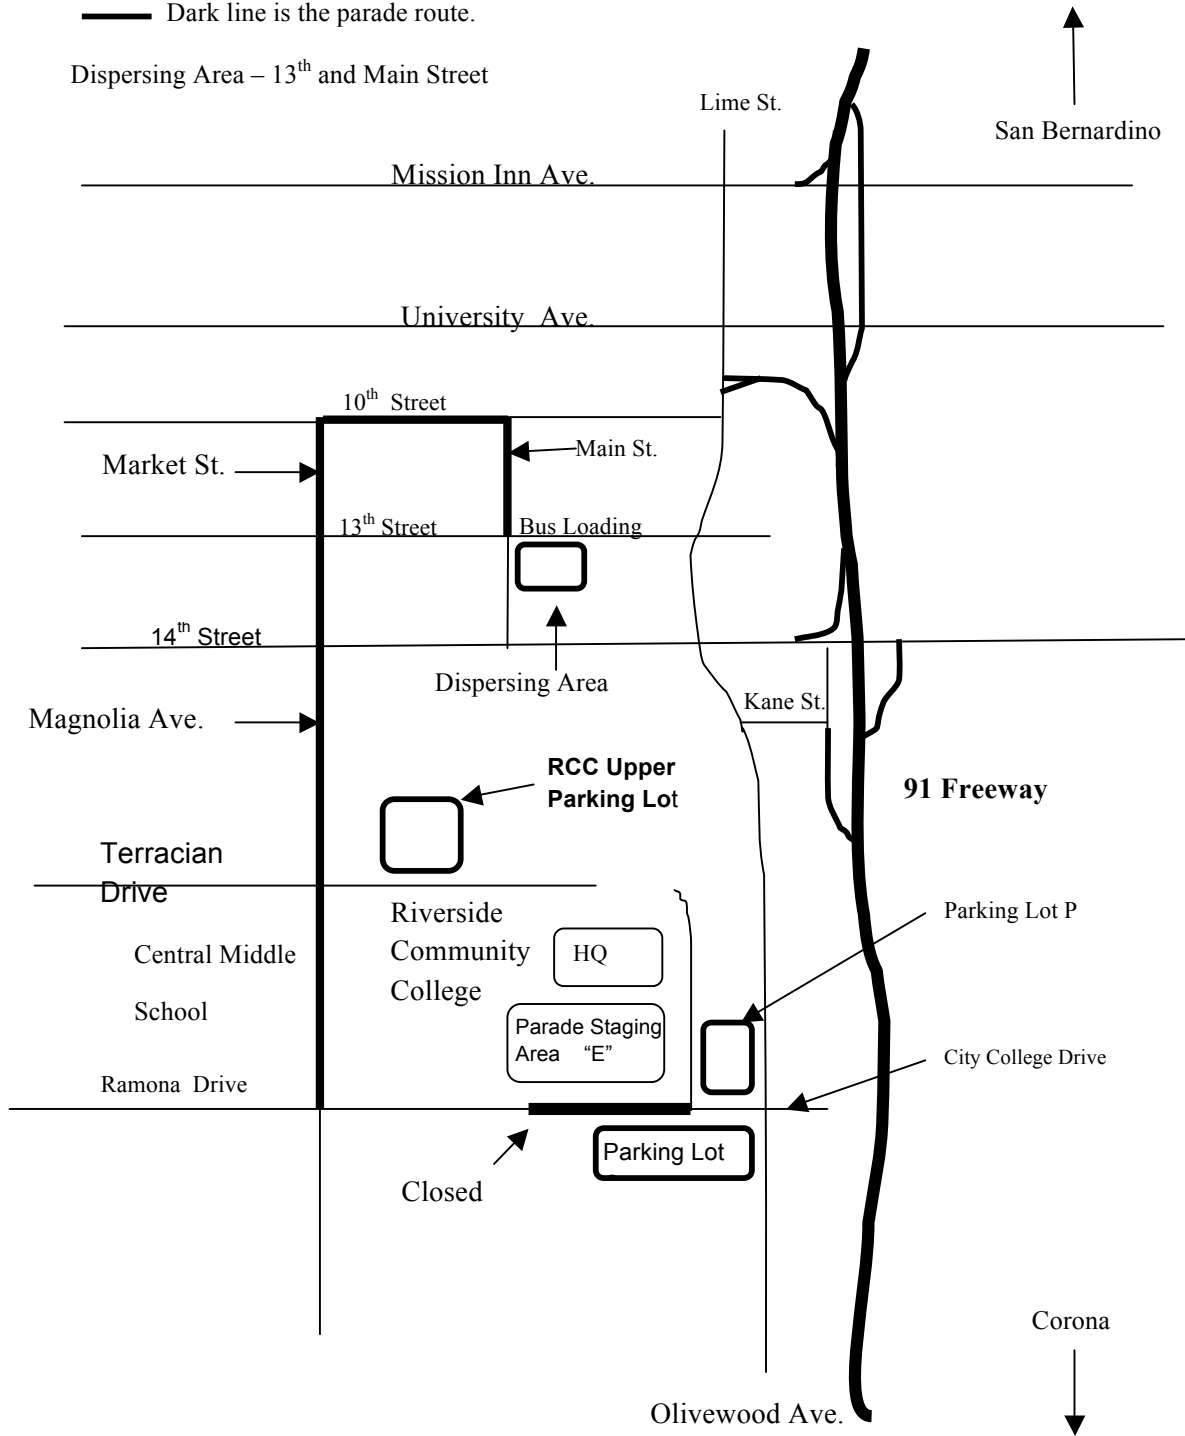 Dark line is the parade route.
Dispersing Area – 13th and Main Street
Lime St.
San Bernardino
Mission Inn Ave.
University Ave.
10th Street
Main St.
Market St.
13th Street
Bus Loading
14th Street
Dispersing Area
Kane St.
Magnolia Ave.
RCC Upper
Parking Lot
91 Freeway
Terracian
Drive
Riverside
Community
College
Parking Lot P
Central Middle
School
HQ
Parade Staging
Area "E"
City College Drive
Ramona Drive
Parking Lot
Closed
Corona
Olivewood Ave.